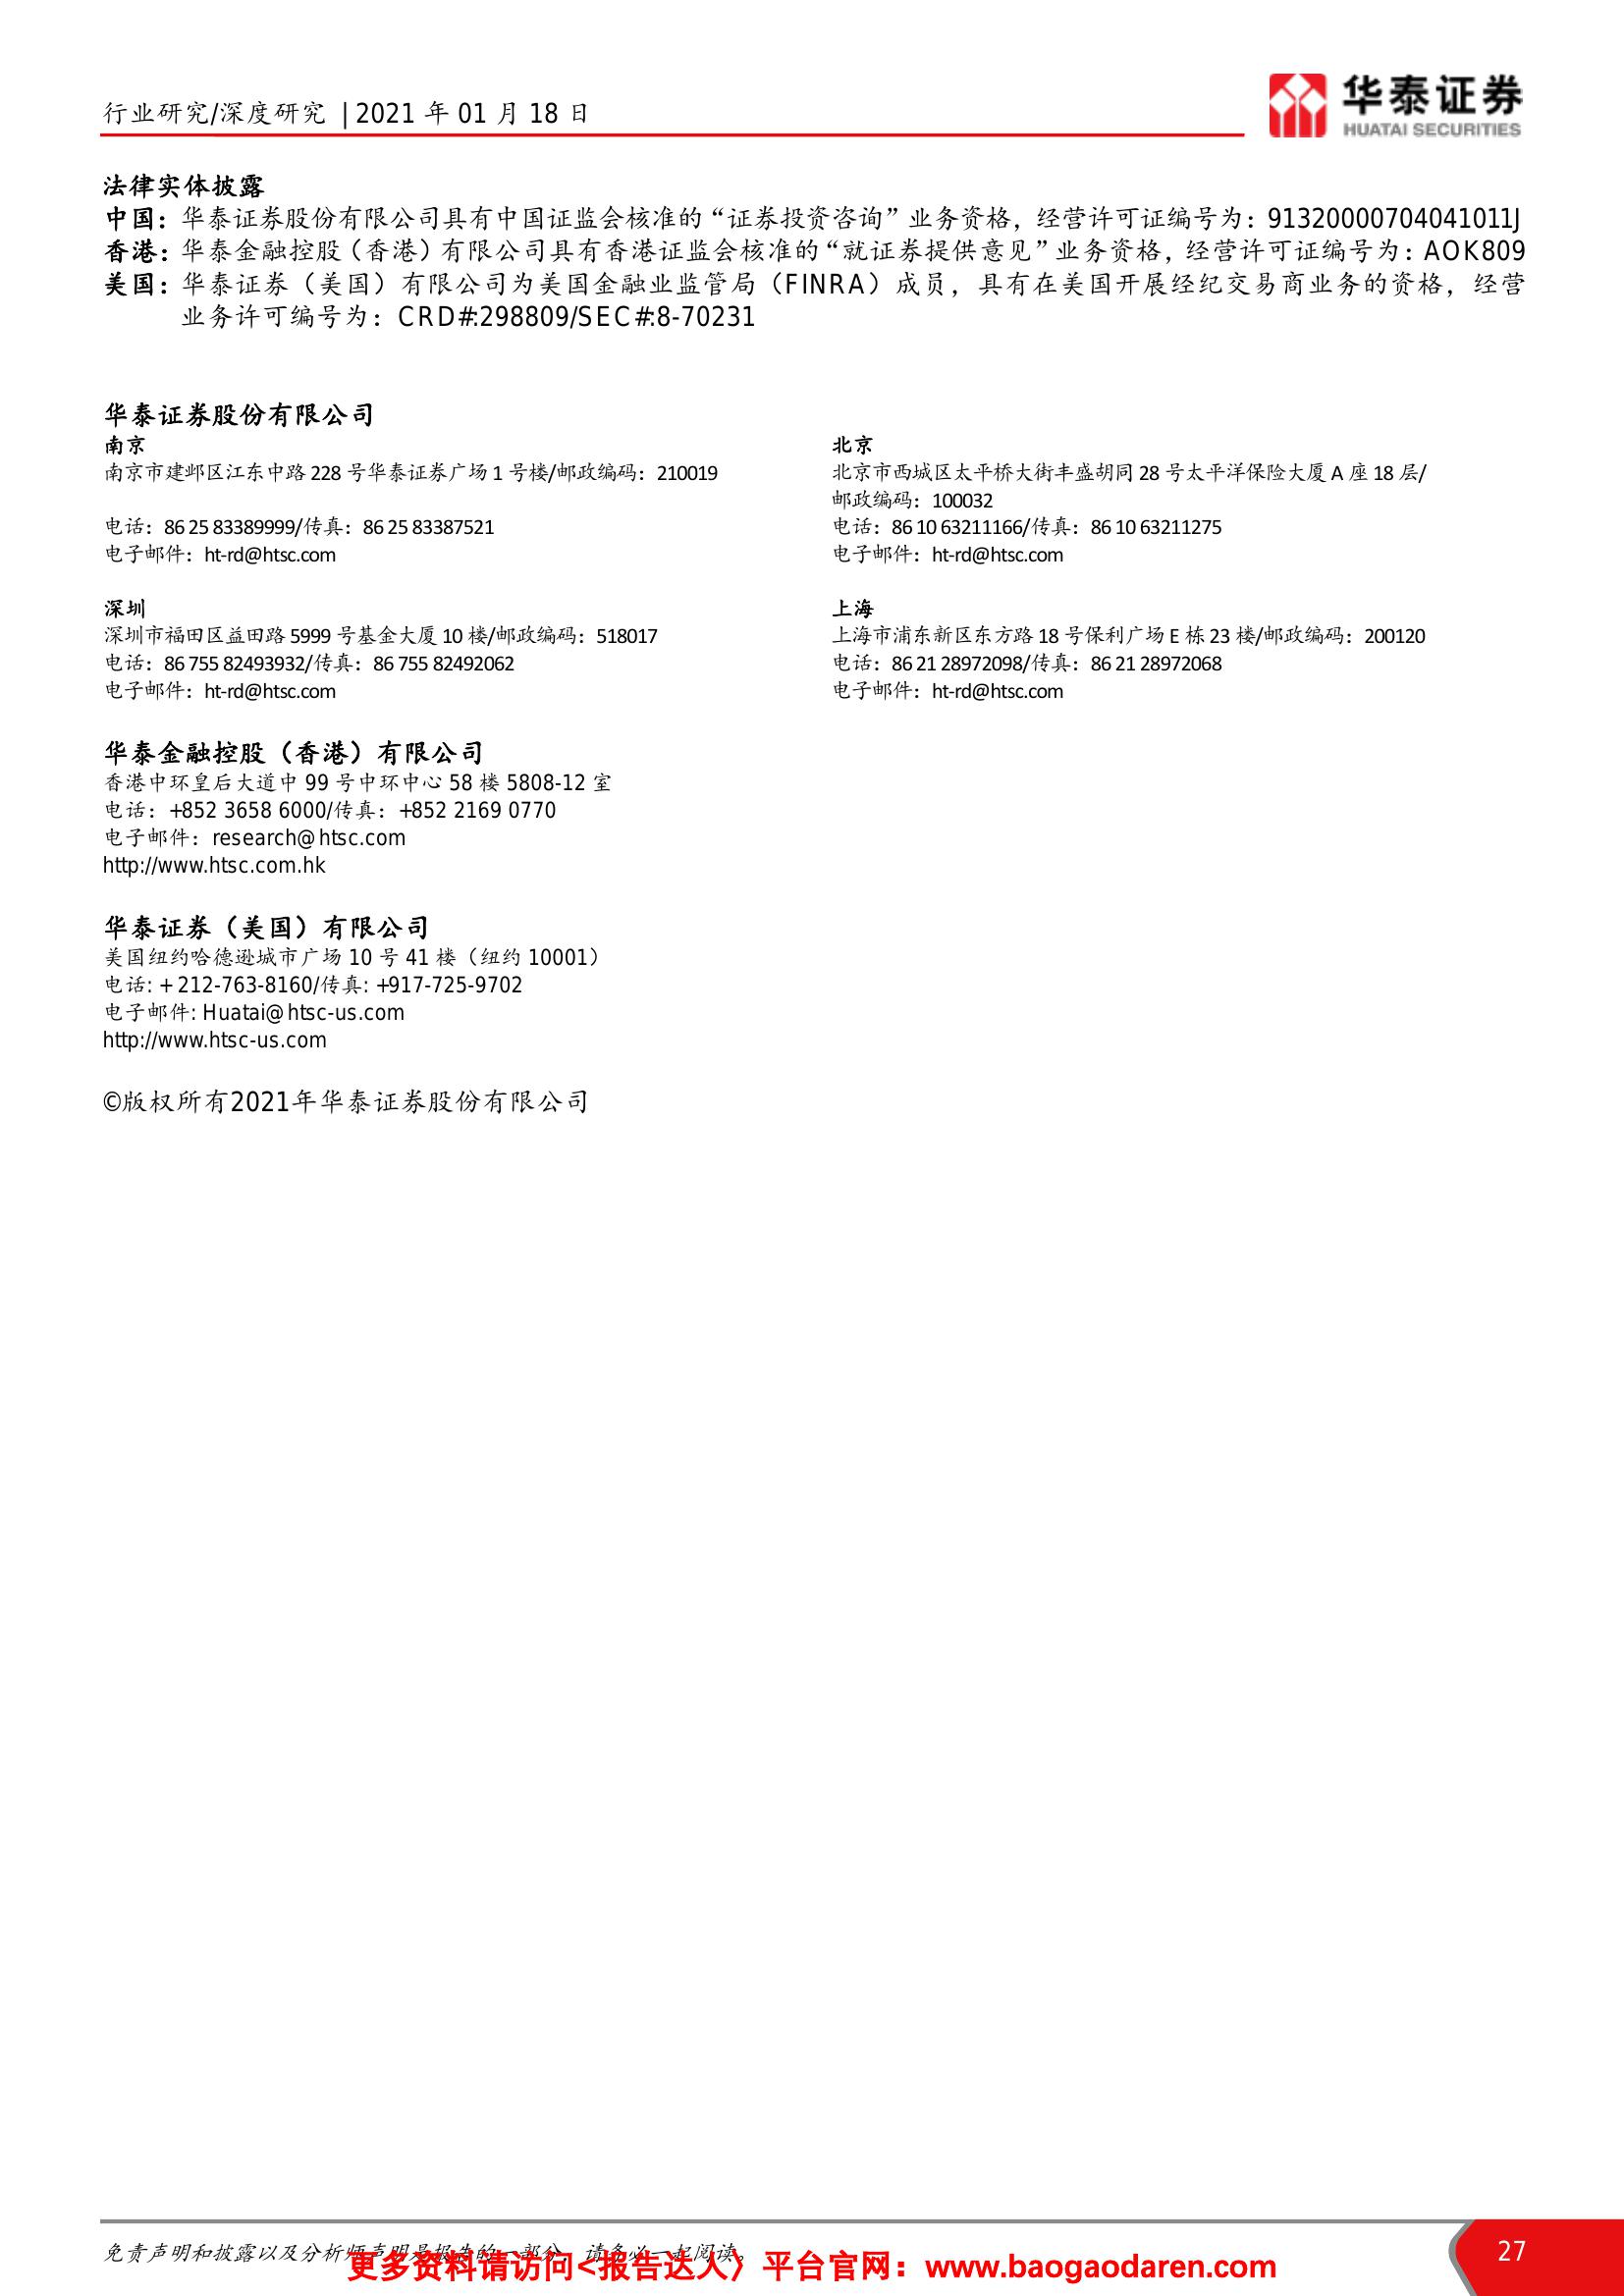 行业研究/深度研究 | 2021 年 01 月 18 日
华泰证券
HUATAI SECURITIES
法律实体披露
中国：华泰证券股份有限公司具有中国证监会核准的“证券投资咨询”业务资格，经营许可证编号为：91320000704041011J
香港：华泰金融控股（香港）有限公司具有香港证监会核准的“就证券提供意见”业务资格，经营许可证编号为：AOK809
美国：华泰证券（美国）有限公司为美国金融业监管局（FINRA）成员，具有在美国开展经纪交易商业务的资格，经营
业务许可编号为：CRD#:298809/SEC#:8-70231
华泰证券股份有限公司
南京
南京市建邺区江东中路 228 号华泰证券广场 1 号楼/邮政编码：210019
电话：86 25 83389999/传真：86 25 83387521
电子邮件：ht-rd@htsc.com
北京
北京市西城区太平桥大街丰盛胡同 28 号太平洋保险大厦 A 座 18 层/
邮政编码：100032
电话：86 10 63211166/传真：86 10 63211275
电子邮件：ht-rd@htsc.com
深圳
深圳市福田区益田路 5999 号基金大厦 10 楼/邮政编码：518017
电话：86 755 82493932/传真：86 755 82492062
电子邮件：ht-rd@htsc.com
上海
上海市浦东新区东方路 18 号保利广场 E 栋 23 楼/邮政编码：200120
电话：86 21 28972098/传真：86 21 28972068
电子邮件：ht-rd@htsc.com
华泰金融控股（香港）有限公司
香港中环皇后大道中 99 号中环中心 58 楼 5808-12 室
电话：+852 3658 6000/传真：+852 2169 0770
电子邮件：research@htsc.com
http://www.htsc.com.hk
华泰证券（美国）有限公司
美国纽约哈德逊城市广场 10 号 41 楼（纽约 10001）
电话: + 212-763-8160/传真: +917-725-9702
电子邮件: Huatai@htsc-us.com
http://www.htsc-us.com
©版权所有2021年华泰证券股份有限公司
免责声明和披露以及分析师声明是报告的一部分，请务必一起阅读。
更多资料请访问<报告达人〉平台官网：www.baogaodaren.com
27